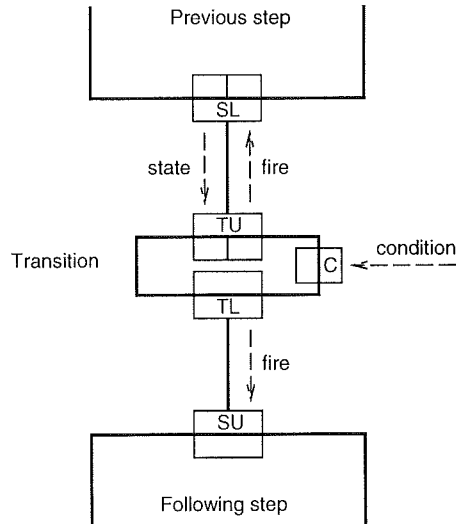 Previous step
SL
state
fire
TU
Transition
C
condition
TL
fire
SU
Following step